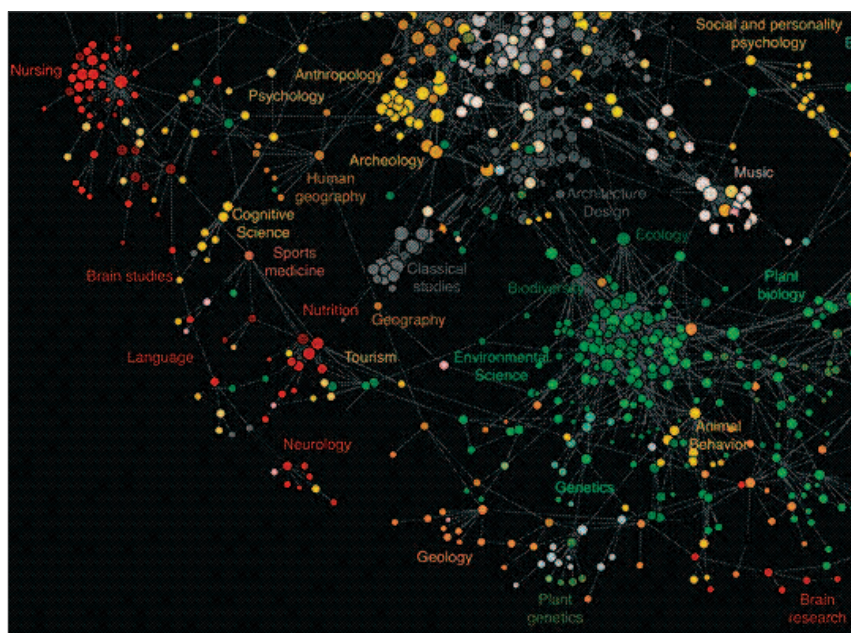 Social and personality
psychology
E
Nursing
Anthropology
Psychology
Archeology
Music
Human
geography
Architecture
Design
Cognitive
Science
Ecology
Sports
medicine
Brain studies
Classical
studies
Biodiversity
Plant
biology
Nutrition
Geography
Language
Tourism
Environmental
Science
Animal
Behavior
Neurology
Genetics
Geology
Plant
genetics
Brain
research